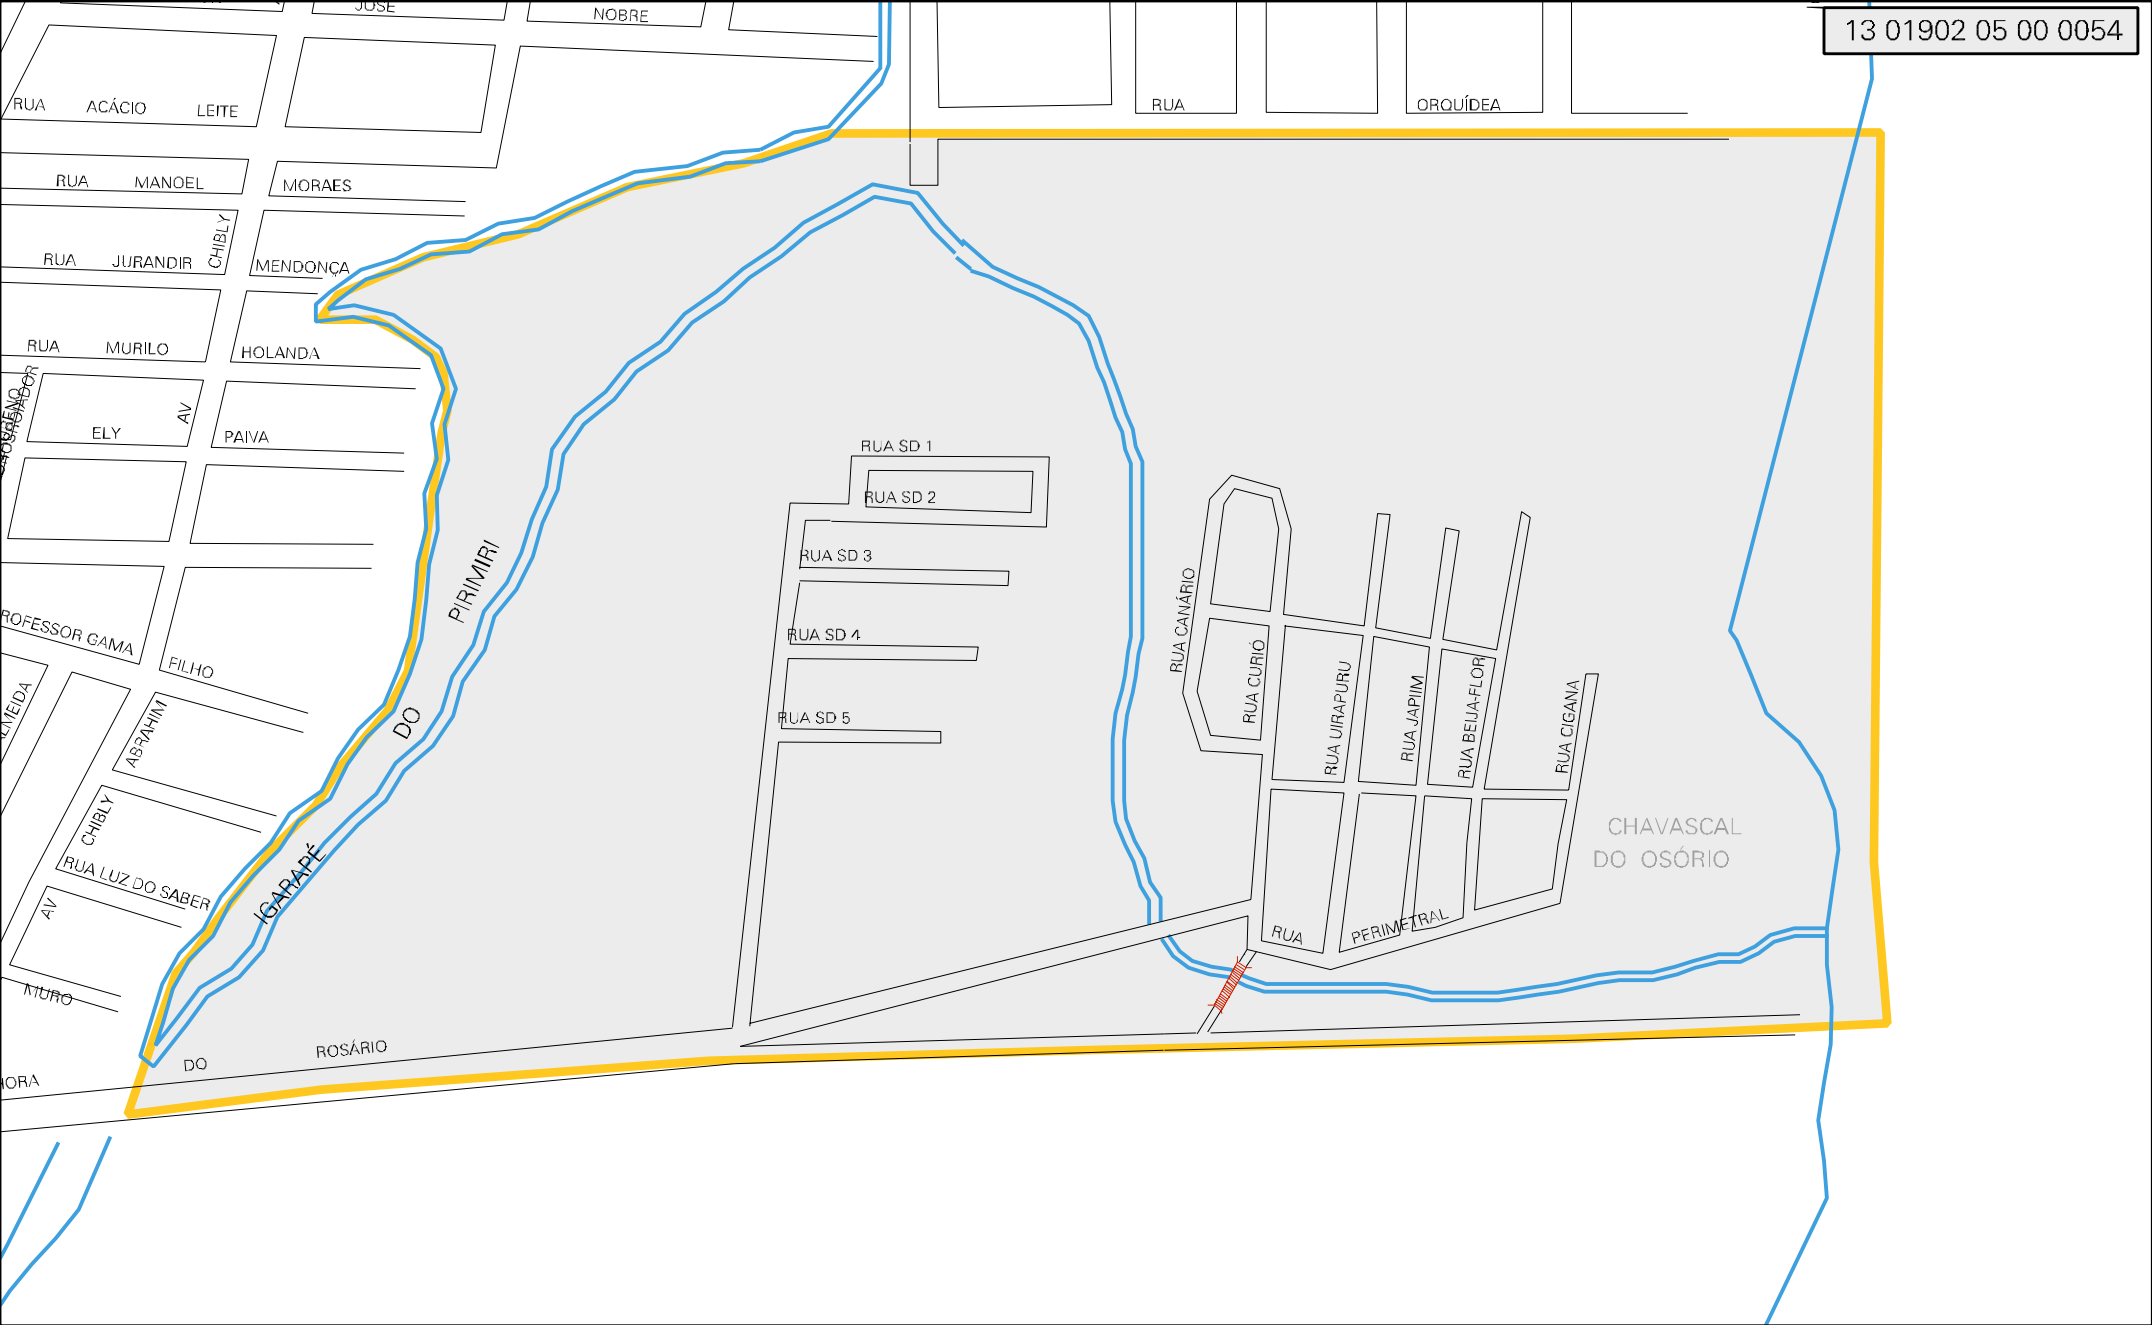 13 01902 05 00 0054
JOSÉ
NOBRE
RUA ACÁCIO LEITE
RUA ORQUÍDEA
RUA MANOEL MORAES
CHIBLY
RUA JURANDIR MENDONÇA
RUA MURILO HOLANDA
AV
ELY PAIVA
RUA SD 1
RUA SD 2
RUA SD 3
RUA SD 4
RUA SD 5
IGARAPÉ DO PIRIMIRI
RUA CANÁRIO
RUA CURIÓ
RUA UIRAPURU
RUA JAPIIM
RUA BEIJA-FLOR
RUA CIGANA
ROFESSOR GAMA FILHO
LMEIDA
ABRAHIM
CHIBLY
AV
RUA LUZ DO SABER
MURO
CHAVASCAL
DO OSÓRIO
RUA PERIMETRAL
HORA DO ROSÁRIO